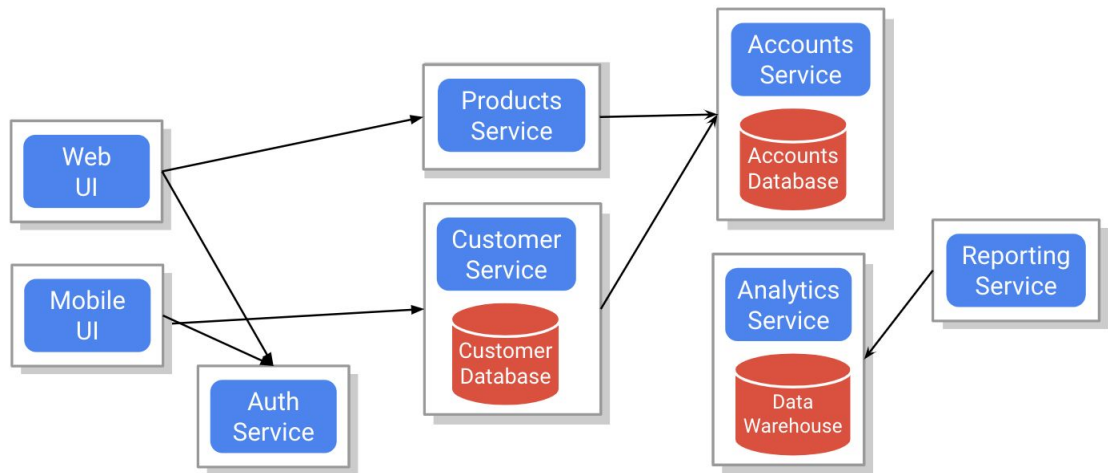 Web
UI
Mobile
UI
Auth
Service
Products
Service
Customer
Service
Customer
Database
Accounts
Service
Accounts
Database
Analytics
Service
Data
Warehouse
Reporting
Service